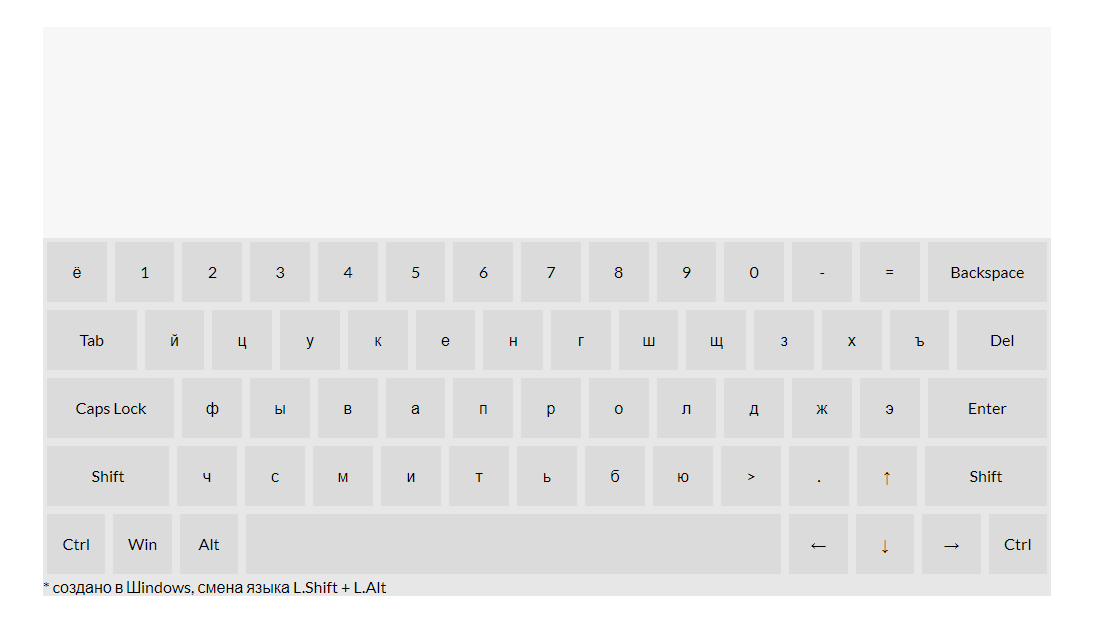 ё 1 2 3 4 5 6 7 8 9 0 - = Backspace
Tab й ц у к е н г ш щ з х ъ Del
Caps Lock ф ы в а п р о л д ж э Enter
Shift ч с м и т ь б ю > . ↑ Shift
Ctrl Win Alt ← ↓ → Ctrl
* создано в Шindows, смена языка L.Shift + L.Alt